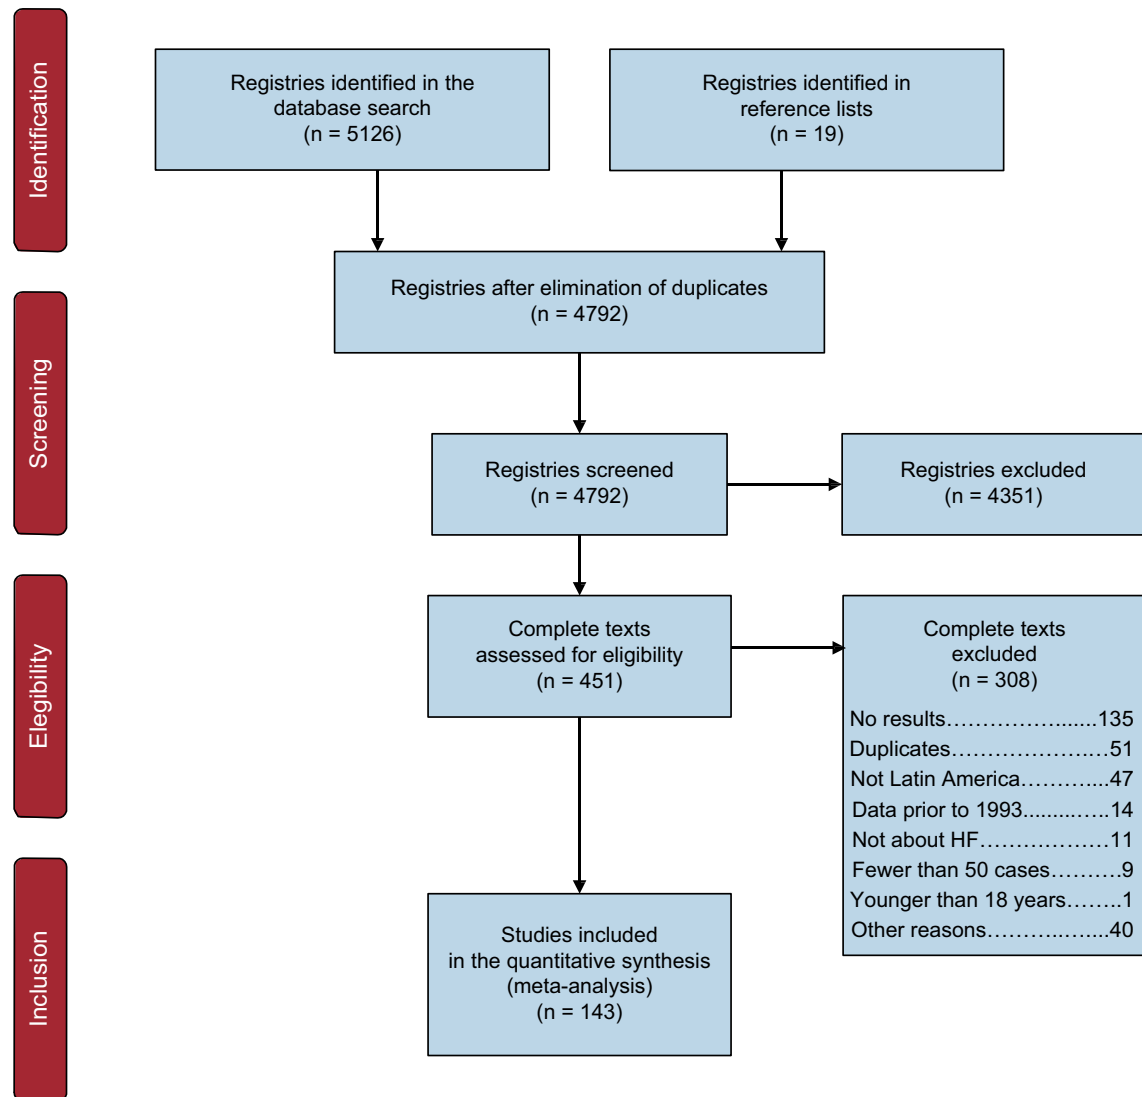 Identification
Registries identified in the
database search
(n = 5126)
Registries identified in
reference lists
(n = 19)
Registries after elimination of duplicates
(n = 4792)
Screening
Registries screened
(n = 4792)
Registries excluded
(n = 4351)
Elegibility
Complete texts
assessed for eligibility
(n = 451)
Complete texts
excluded
(n = 308)
No results…………….......135
Duplicates……………….…51
Not Latin America………....47
Data prior to 1993.........…..14
Not about HF………………11
Fewer than 50 cases……….9
Younger than 18 years……..1
Other reasons………..…....40
Inclusion
Studies included
in the quantitative synthesis
(meta-analysis)
(n = 143)